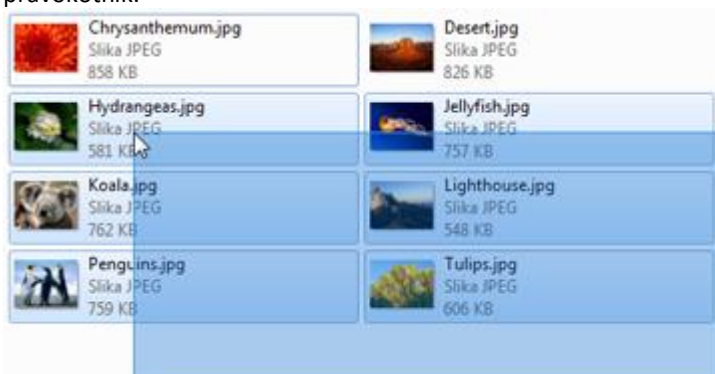 pravokotnik.
Chrysanthemum.jpg
Slika JPEG
858 KB
Desert.jpg
Slika JPEG
826 KB
Hydrangeas.jpg
Slika JPEG
581 KB
Jellyfish.jpg
Slika JPEG
757 KB
Koala.jpg
Slika JPEG
762 KB
Lighthouse.jpg
Slika JPEG
548 KB
Penguins.jpg
Slika JPEG
759 KB
Tulips.jpg
Slika JPEG
606 KB